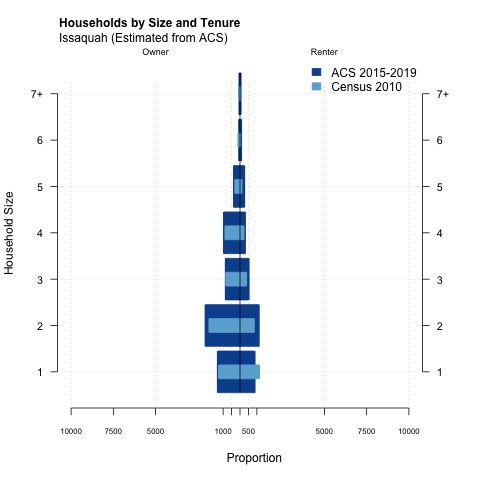 Households by Size and Tenure
Issaquah (Estimated from ACS)
Owner Renter
ACS 2015-2019
Census 2010
7+ 7+
6 6
5 5
4 4
3 3
2 2
1 1
Household Size
10000 7500 5000 1000 500 5000 7500 10000
Proportion